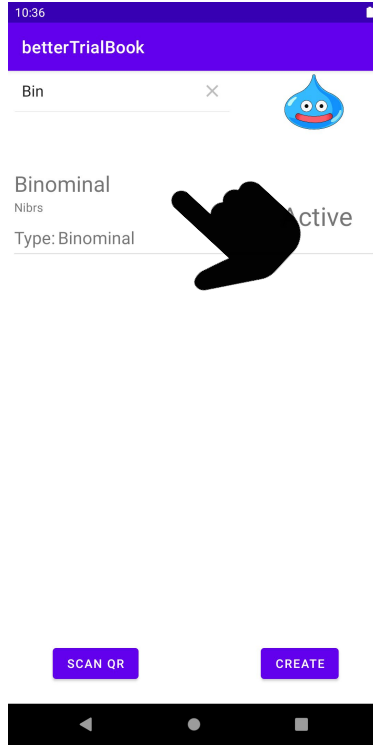 10:36
betterTrialBook
Bin
Binominal
Nibrs
Active
Type: Binominal
SCAN QR
CREATE